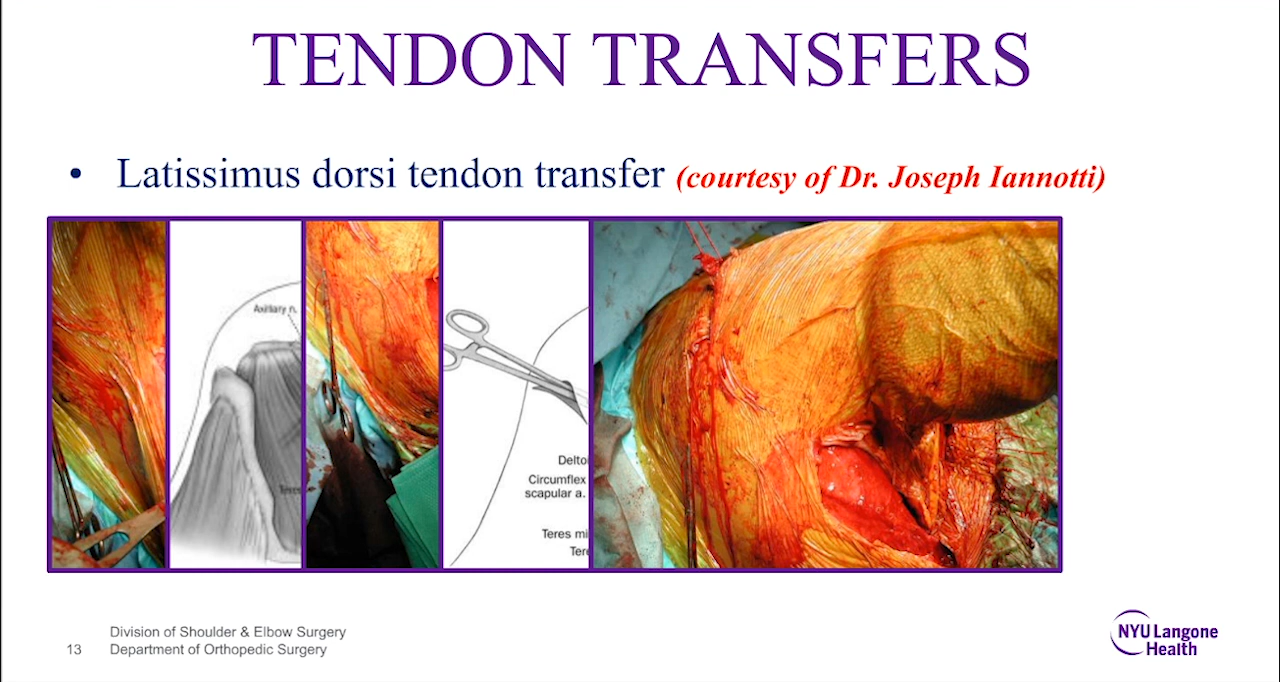 TENDON TRANSFERS
• Latissimus dorsi tendon transfer (courtesy of Dr. Joseph Iannotti)
Axillary n.
Teres
Delto
Circumflex
scapular a.
Teres mi
Tere
Division of Shoulder & Elbow Surgery
13 Department of Orthopedic Surgery
NYU Langone
Health